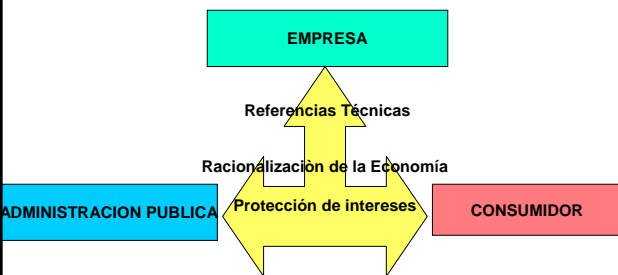 EMPRESA
Referencias Técnicas
Racionalizaciòn de la Economía
ADMINISTRACION PUBLICA
Protección de intereses
CONSUMIDOR